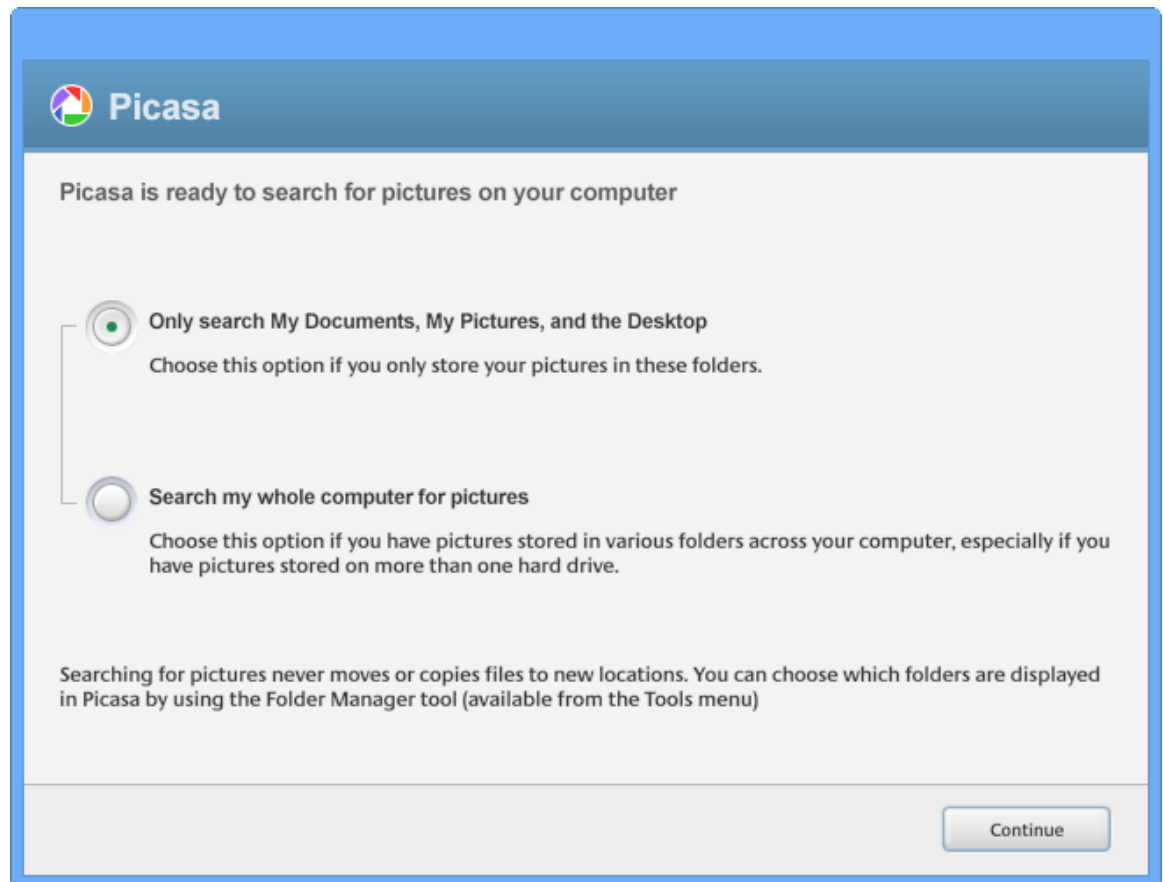 Picasa
Picasa is ready to search for pictures on your computer
Only search My Documents, My Pictures, and the Desktop
Choose this option if you only store your pictures in these folders.
Search my whole computer for pictures
Choose this option if you have pictures stored in various folders across your computer, especially if you
have pictures stored on more than one hard drive.
Searching for pictures never moves or copies files to new locations. You can choose which folders are displayed
in Picasa by using the Folder Manager tool (available from the Tools menu)
Continue